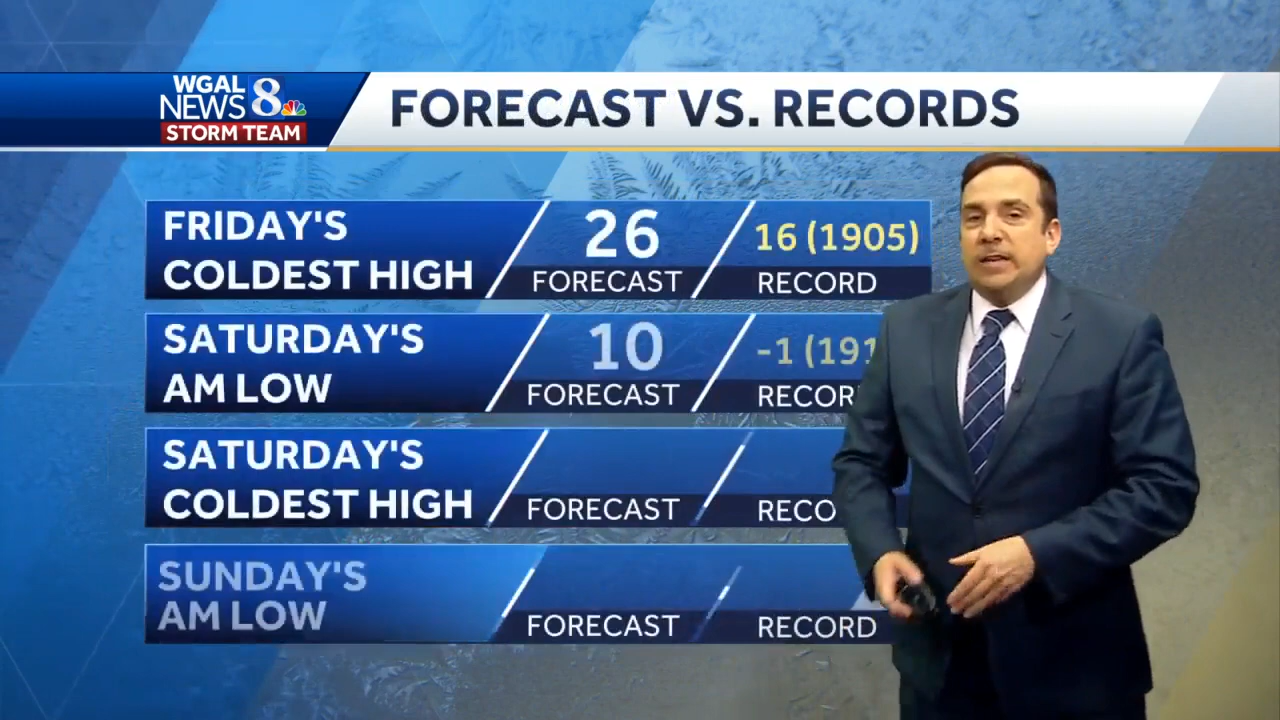 WGAL
NEWS 8
STORM TEAM
FORECAST VS. RECORDS
FRIDAY'S
COLDEST HIGH
26
FORECAST
16 (1905)
RECORD
SATURDAY'S
AM LOW
10
FORECAST
-1
SATURDAY'S
COLDEST HIGH
FORECAST
SUNDAY'S
AM LOW
FORECAST
RECORD